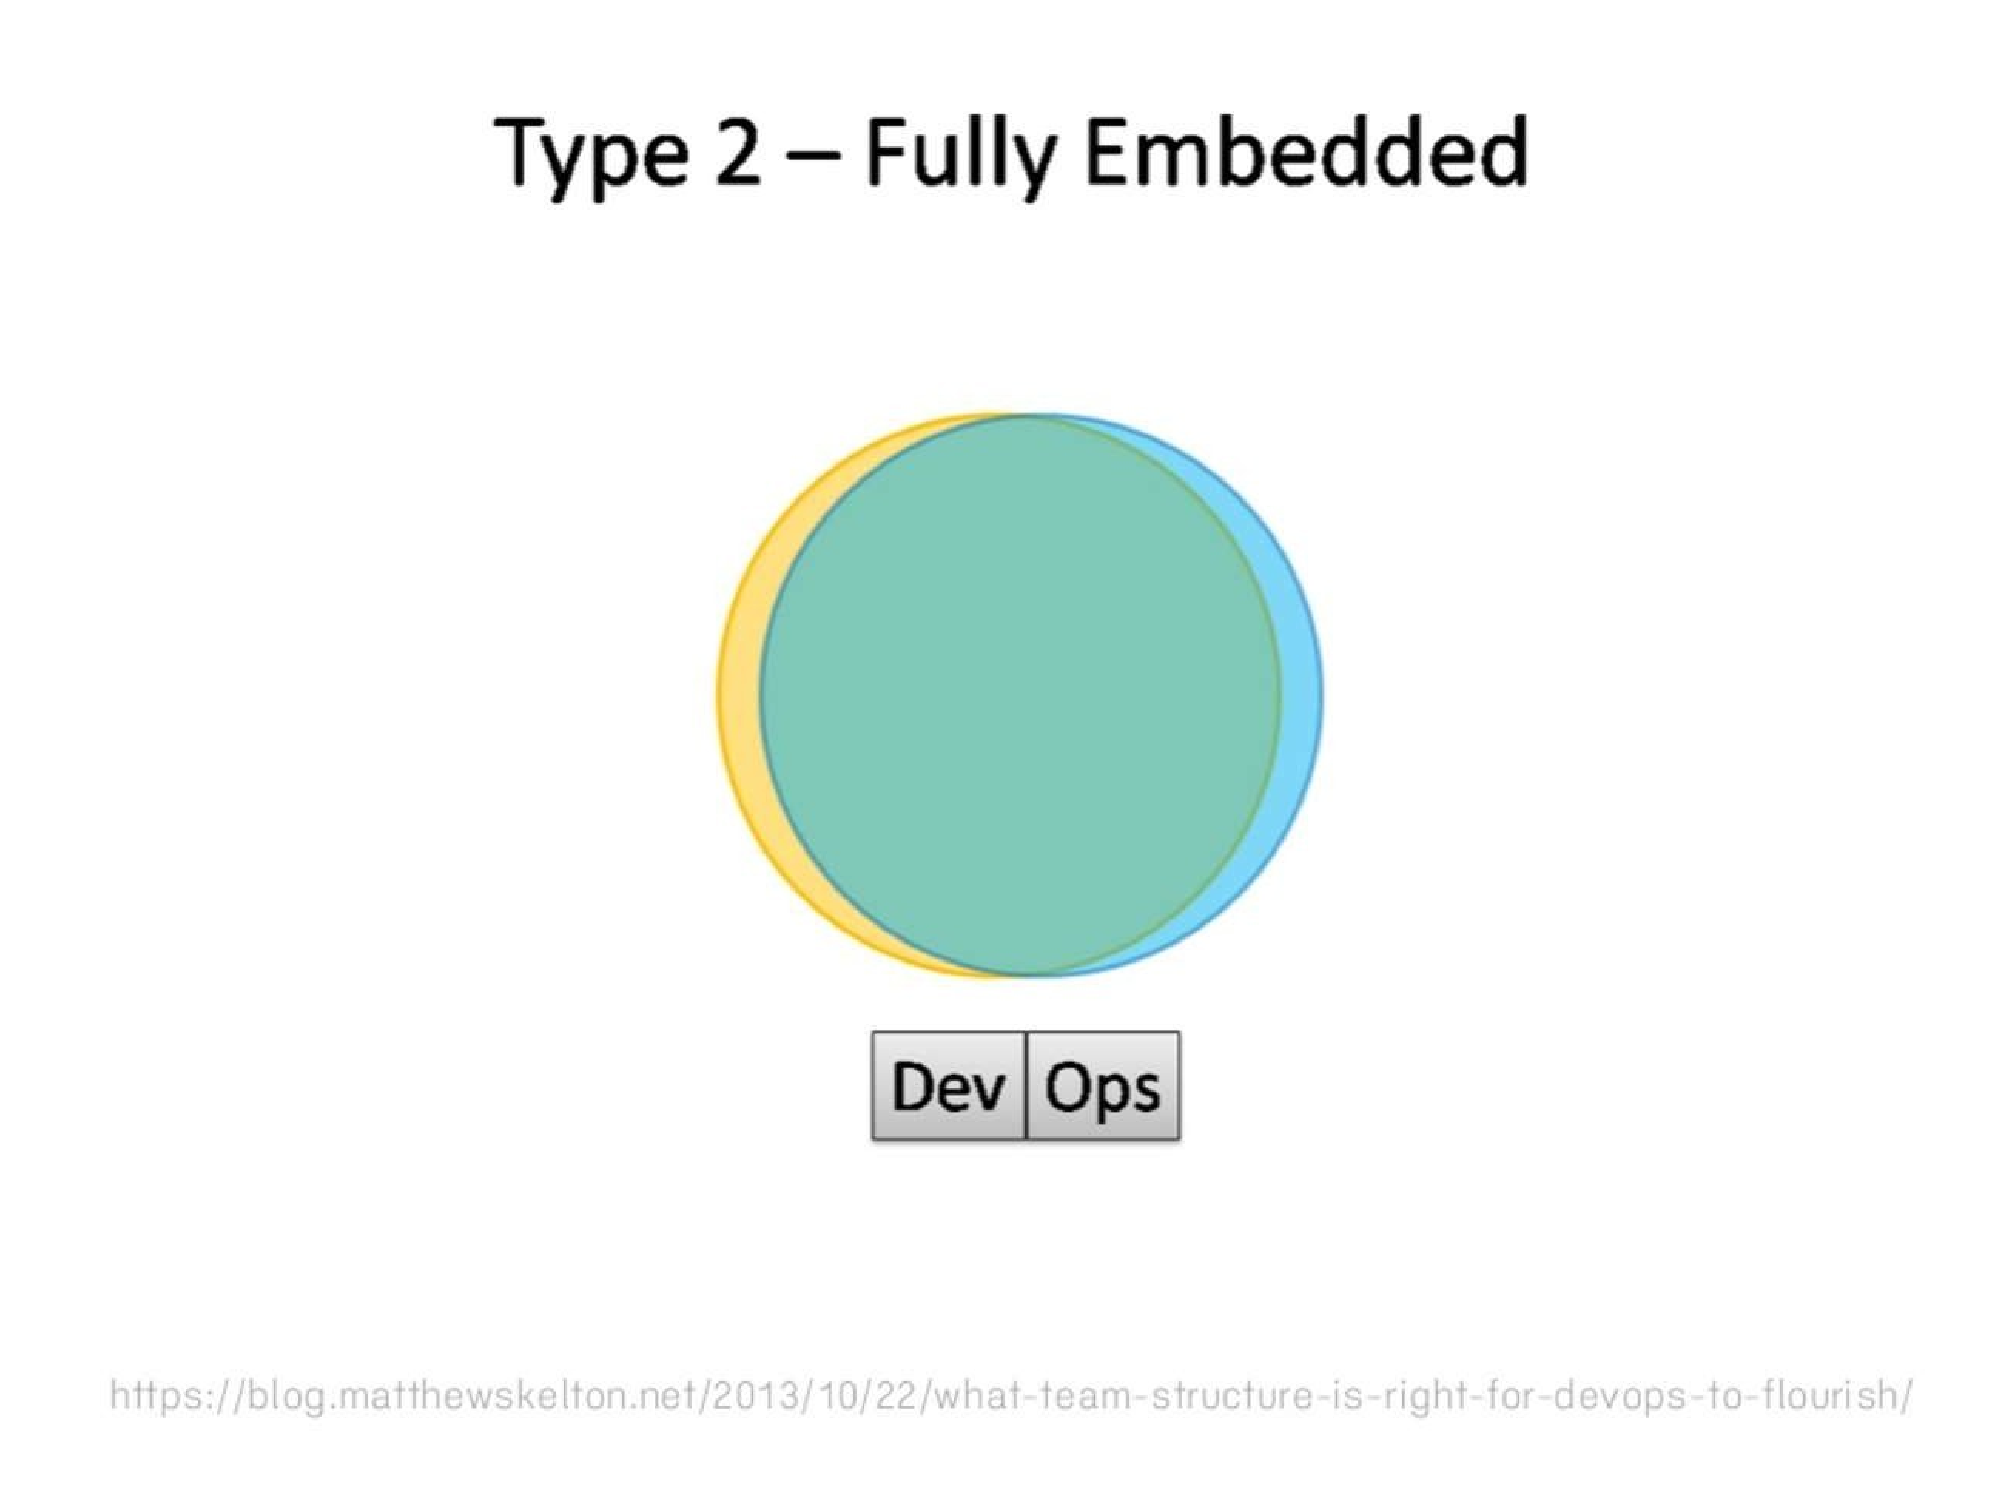 Type 2 – Fully Embedded
Dev Ops
https://blog.matthewskelton.net/2013/10/22/what-team-structure-is-right-for-devops-to-flourish/